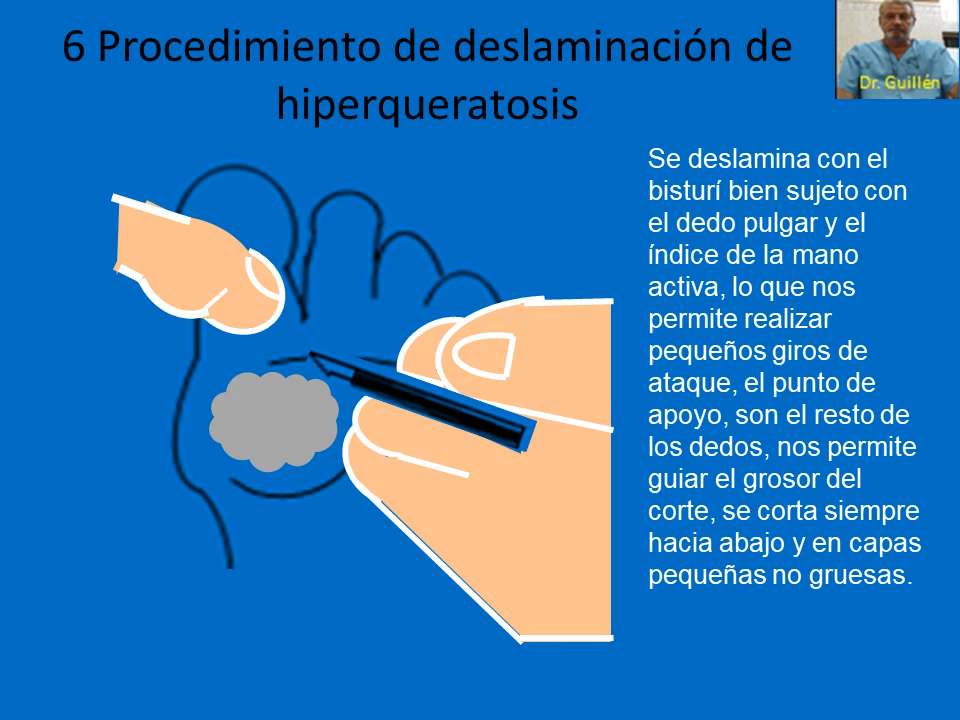 6 Procedimiento de deslaminación de
hiperqueratosis
Dr. Guillén
Se deslamina con el
bisturí bien sujeto con
el dedo pulgar y el
índice de la mano
activa, lo que nos
permite realizar
pequeños giros de
ataque, el punto de
apoyo, son el resto de
los dedos, nos permite
guiar el grosor del
corte, se corta siempre
hacia abajo y en capas
pequeñas no gruesas.